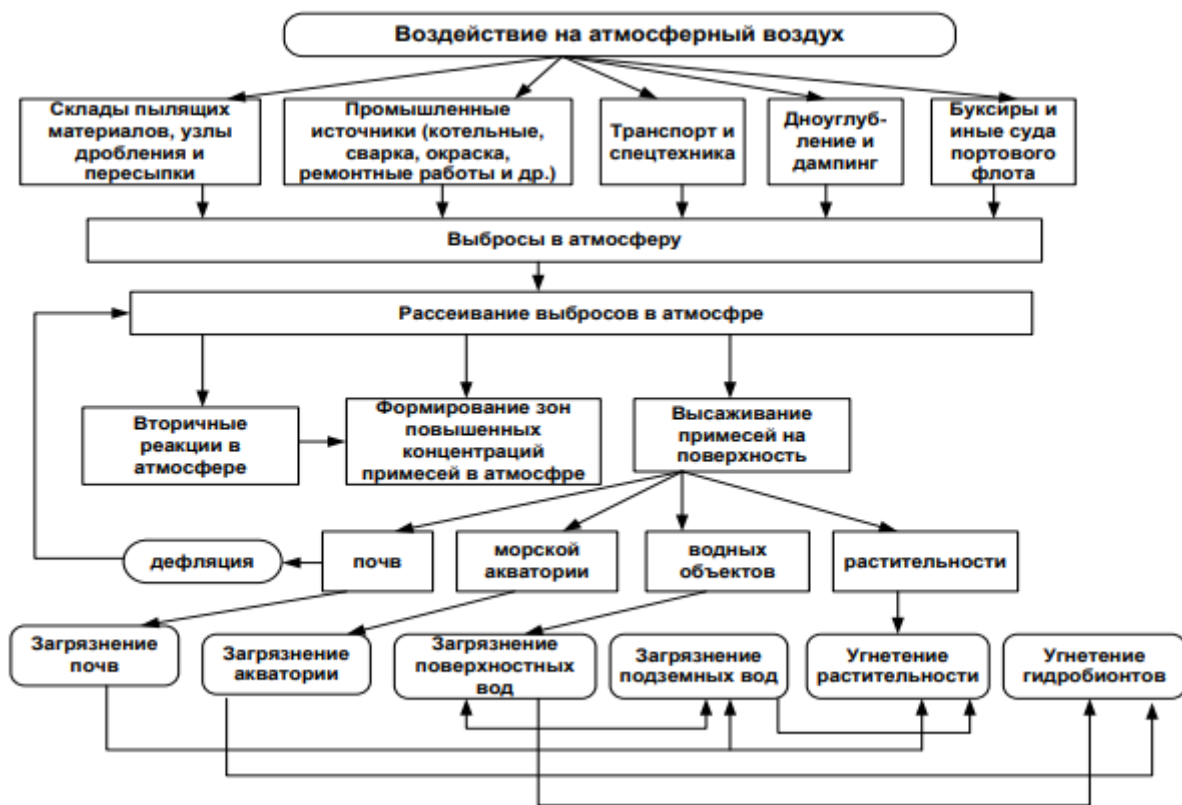 Воздействие на атмосферный воздух
Склады пылящих
материалов, узлы
дробления и
пересыпки
Промышленные
источники (котельные,
сварка, окраска,
ремонтные работы и др.)
Транспорт и
спецтехника
Дноуглуб-
ление и
дампинг
Буксиры и
иные суда
портового
флота
Выбросы в атмосферу
Рассеивание выбросов в атмосфре
Вторичные
реакции в
атмосфере
Формирование зон
повышенных
концентраций
примесей в атмосфре
Высаживание
примесей на
поверхность
дефляция
почв
морской
акватории
водных
объектов
растительности
Загрязнение
почв
Загрязнение
акватории
Загрязнение
поверхностных
вод
Загрязнение
подземных вод
Угнетение
растительности
Угнетение
гидробионтов